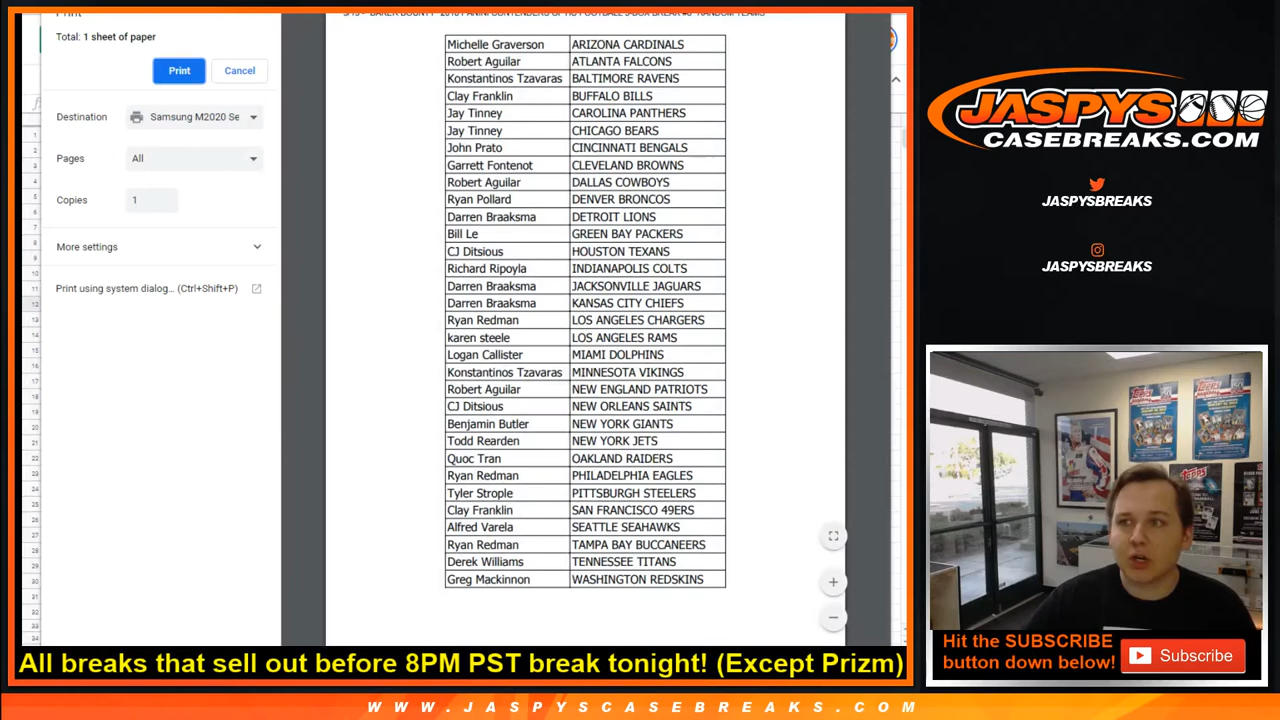 Total: 1 sheet of paper
Print
Cancel
Destination
Samsung M2020 Se
Pages
All
Copies
1
More settings
Print using system dialog... (Ctrl+Shift+P)
Michelle Graverson ARIZONA CARDINALS
Robert Aguilar ATLANTA FALCONS
Konstantinos Tzavaras BALTIMORE RAVENS
Clay Franklin BUFFALO BILLS
Jay Tinney CAROLINA PANTHERS
Jay Tinney CHICAGO BEARS
John Prato CINCINNATI BENGALS
Garrett Fontenot CLEVELAND BROWNS
Robert Aguilar DALLAS COWBOYS
Ryan Pollard DENVER BRONCOS
Darren Braaksma DETROIT LIONS
Bill Le GREEN BAY PACKERS
CJ Ditsious HOUSTON TEXANS
Richard Ripoyla INDIANAPOLIS COLTS
Darren Braaksma JACKSONVILLE JAGUARS
Darren Braaksma KANSAS CITY CHIEFS
Ryan Redman LOS ANGELES CHARGERS
karen steele LOS ANGELES RAMS
Logan Callister MIAMI DOLPHINS
Konstantinos Tzavaras MINNESOTA VIKINGS
Robert Aguilar NEW ENGLAND PATRIOTS
CJ Ditsious NEW ORLEANS SAINTS
Benjamin Butler NEW YORK GIANTS
Todd Rearden NEW YORK JETS
Quoc Tran OAKLAND RAIDERS
Ryan Redman PHILADELPHIA EAGLES
Tyler Strople PITTSBURGH STEELERS
Clay Franklin SAN FRANCISCO 49ERS
Alfred Varela SEATTLE SEAHAWKS
Ryan Redman TAMPA BAY BUCCANEERS
Derek Williams TENNESSEE TITANS
Greg Mackinnon WASHINGTON REDSKINS
JASPYS
CASEBREAKS.COM
JASPYSBREAKS
JASPYSBREAKS
Hit the SUBSCRIBE
button down below!
Subscribe
All breaks that sell out before 8PM PST break tonight! (Except Prizm)
WWW.JASPYSCASEBREAKS.COM